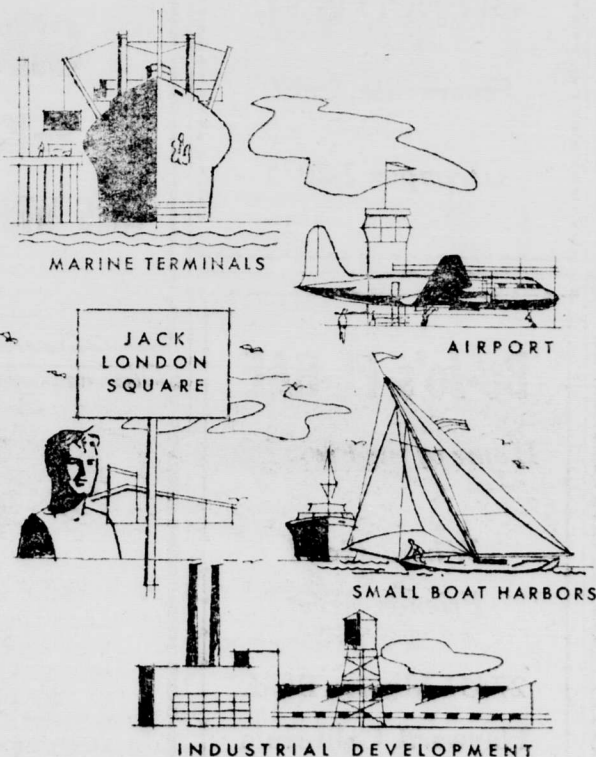 MARINE TERMINALS
AIRPORT
JACK
LONDON
SQUARE
SMALL BOAT HARBORS
INDUSTRIAL DEVELOPMENT